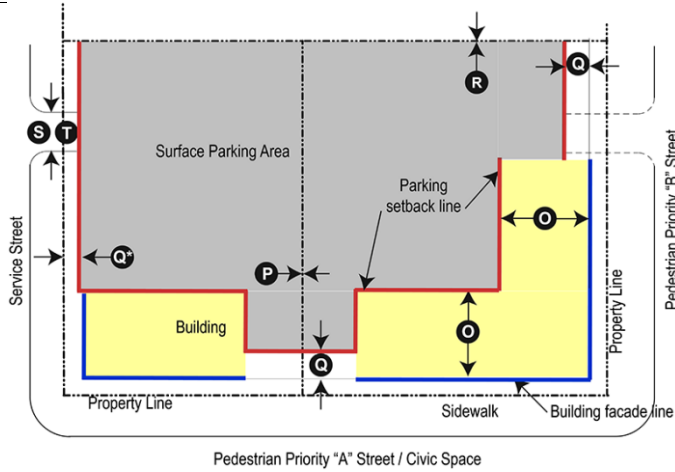 Q
R
S T
Surface Parking Area
Parking
setback line
O
Pedestrian Priority "B" Street
Service Street
Q*
P
Property Line
Building
O
Q
Property Line
Sidewalk
Building facade line
Pedestrian Priority "A" Street / Civic Space